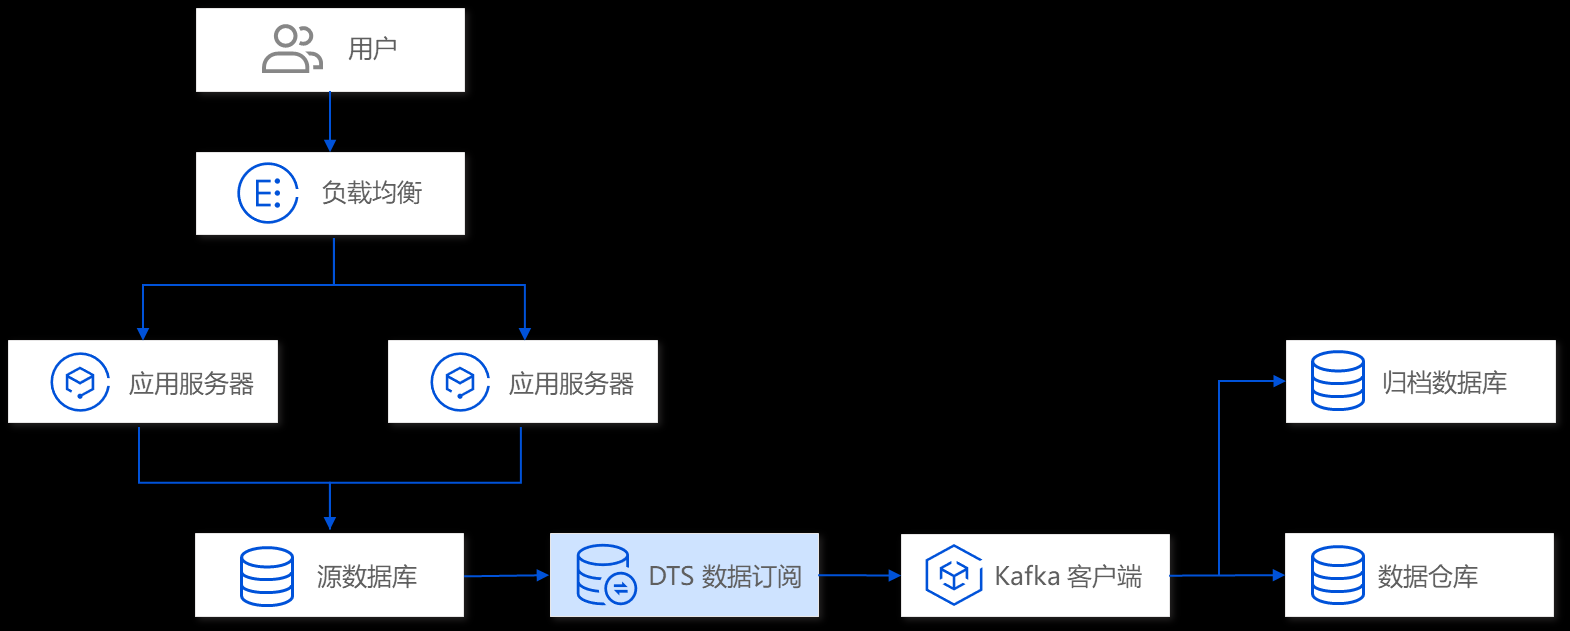 用户
负载均衡
应用服务器
应用服务器
归档数据库
源数据库
DTS 数据订阅
Kafka 客户端
数据仓库